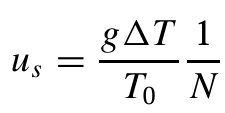 $u_s = \frac{g \Delta T}{T_0} \frac{1}{N}$